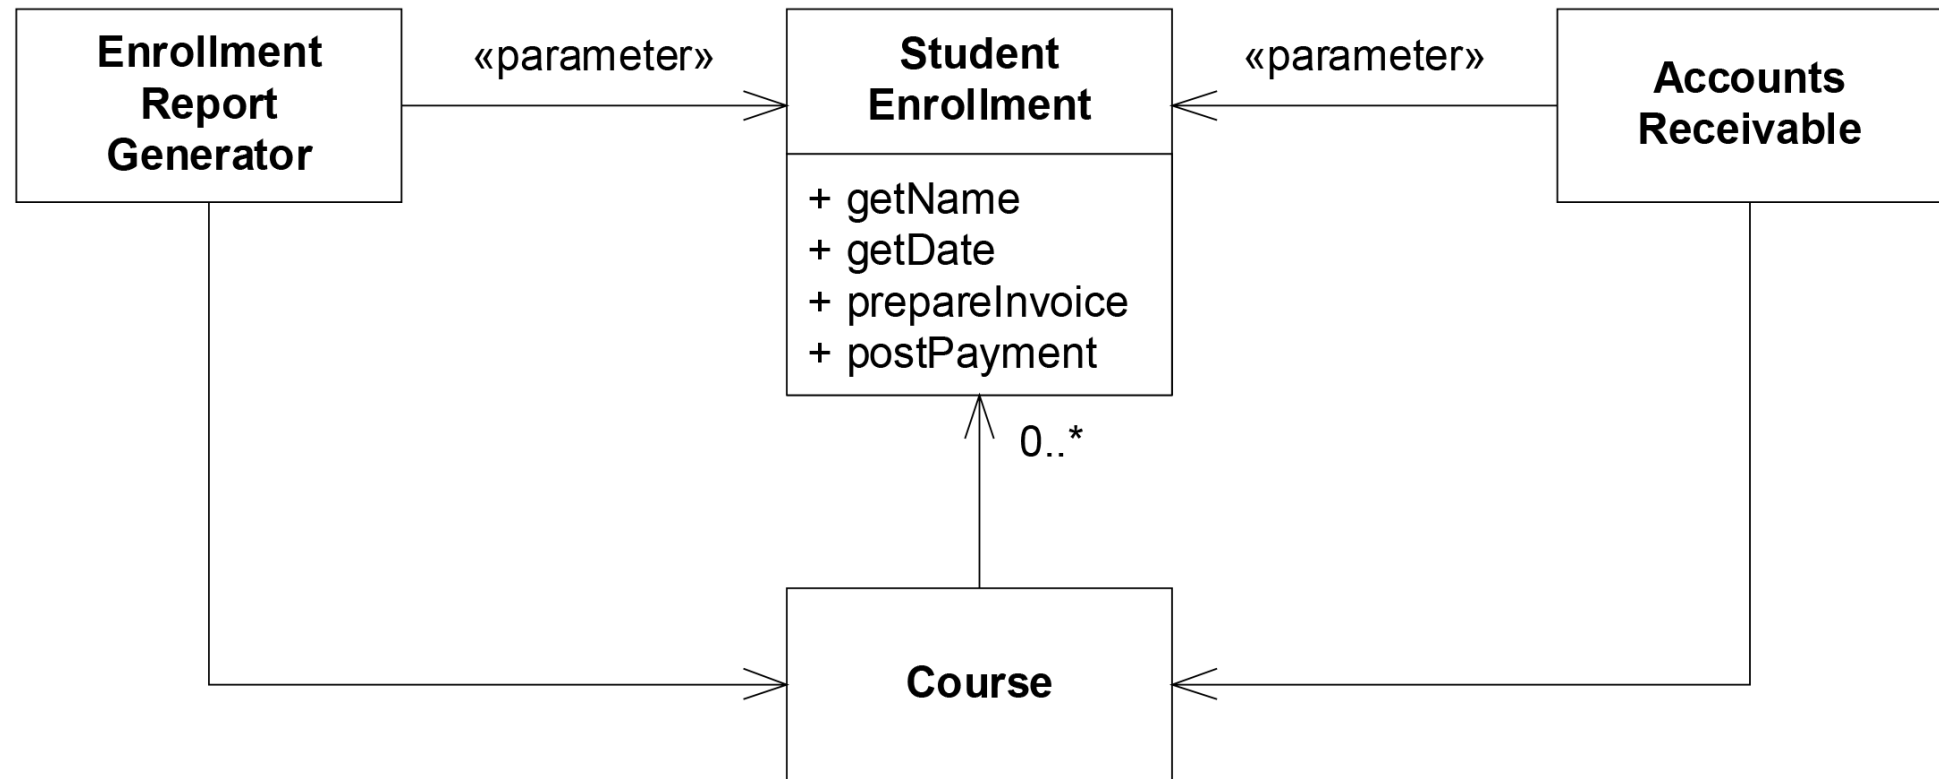 Enrollment
Report
Generator
«parameter»
Student
Enrollment
+ getName
+ getDate
+ prepareInvoice
+ postPayment
«parameter»
Accounts
Receivable
0..*
Course